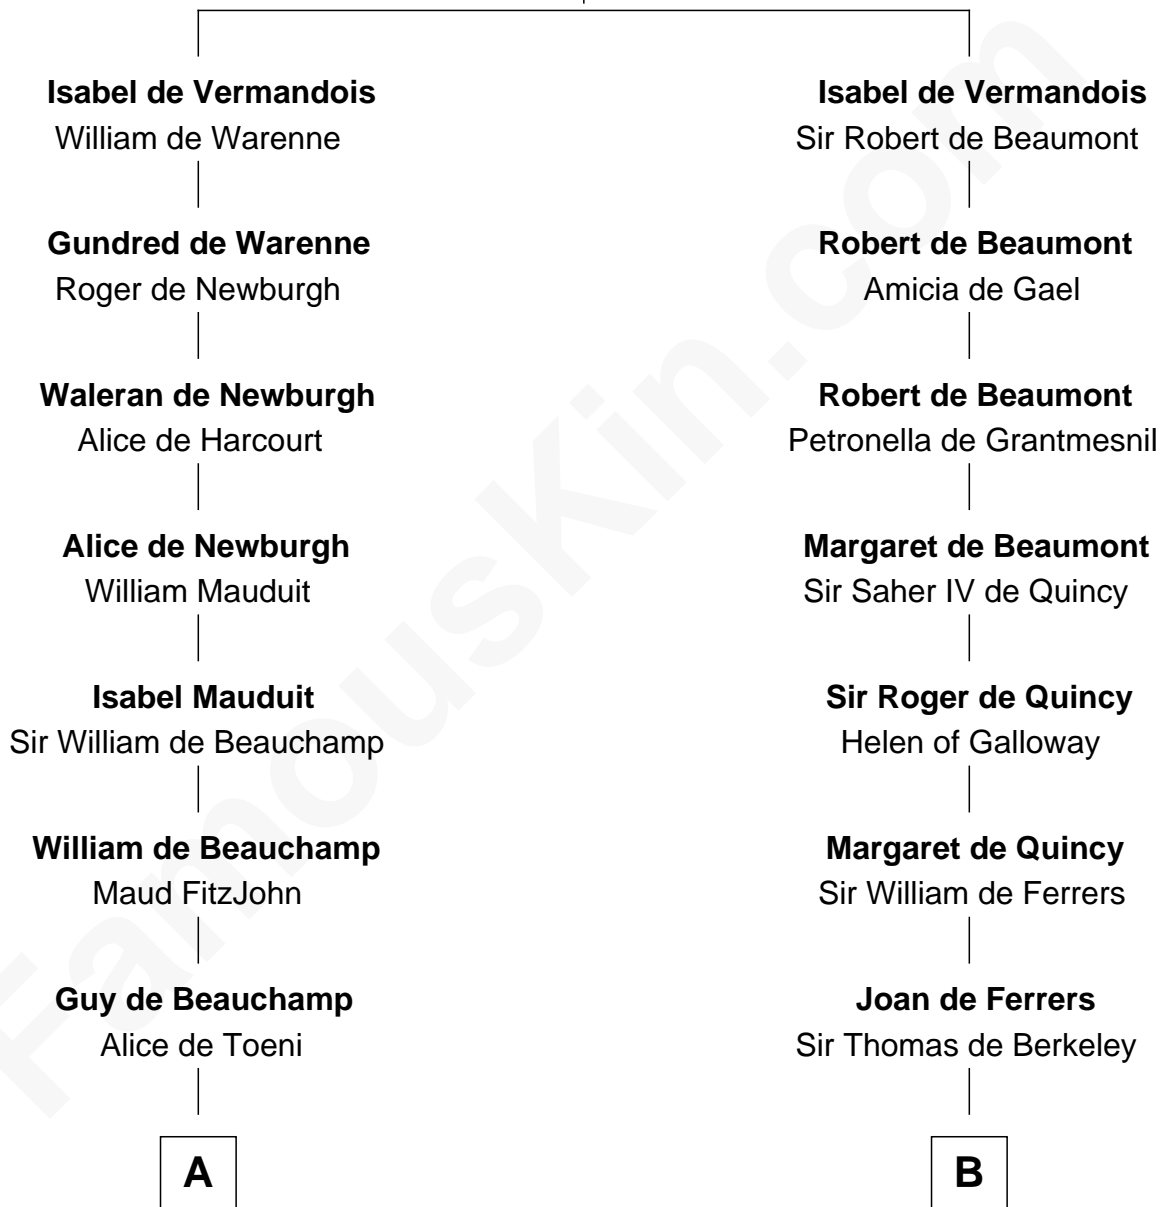 Isabel de Vermandois
William de Warenne
Gundred de Warenne
Roger de Newburgh
Waleran de Newburgh
Alice de Harcourt
Alice de Newburgh
William Mauduit
Isabel Mauduit
Sir William de Beauchamp
William de Beauchamp
Maud FitzJohn
Guy de Beauchamp
Alice de Toeni
A
Isabel de Vermandois
Sir Robert de Beaumont
Robert de Beaumont
Amicia de Gael
Robert de Beaumont
Petronella de Grantmesnil
Margaret de Beaumont
Sir Saher IV de Quincy
Sir Roger de Quincy
Helen of Galloway
Margaret de Quincy
Sir William de Ferrers
Joan de Ferrers
Sir Thomas de Berkeley
B
FamousKin.com